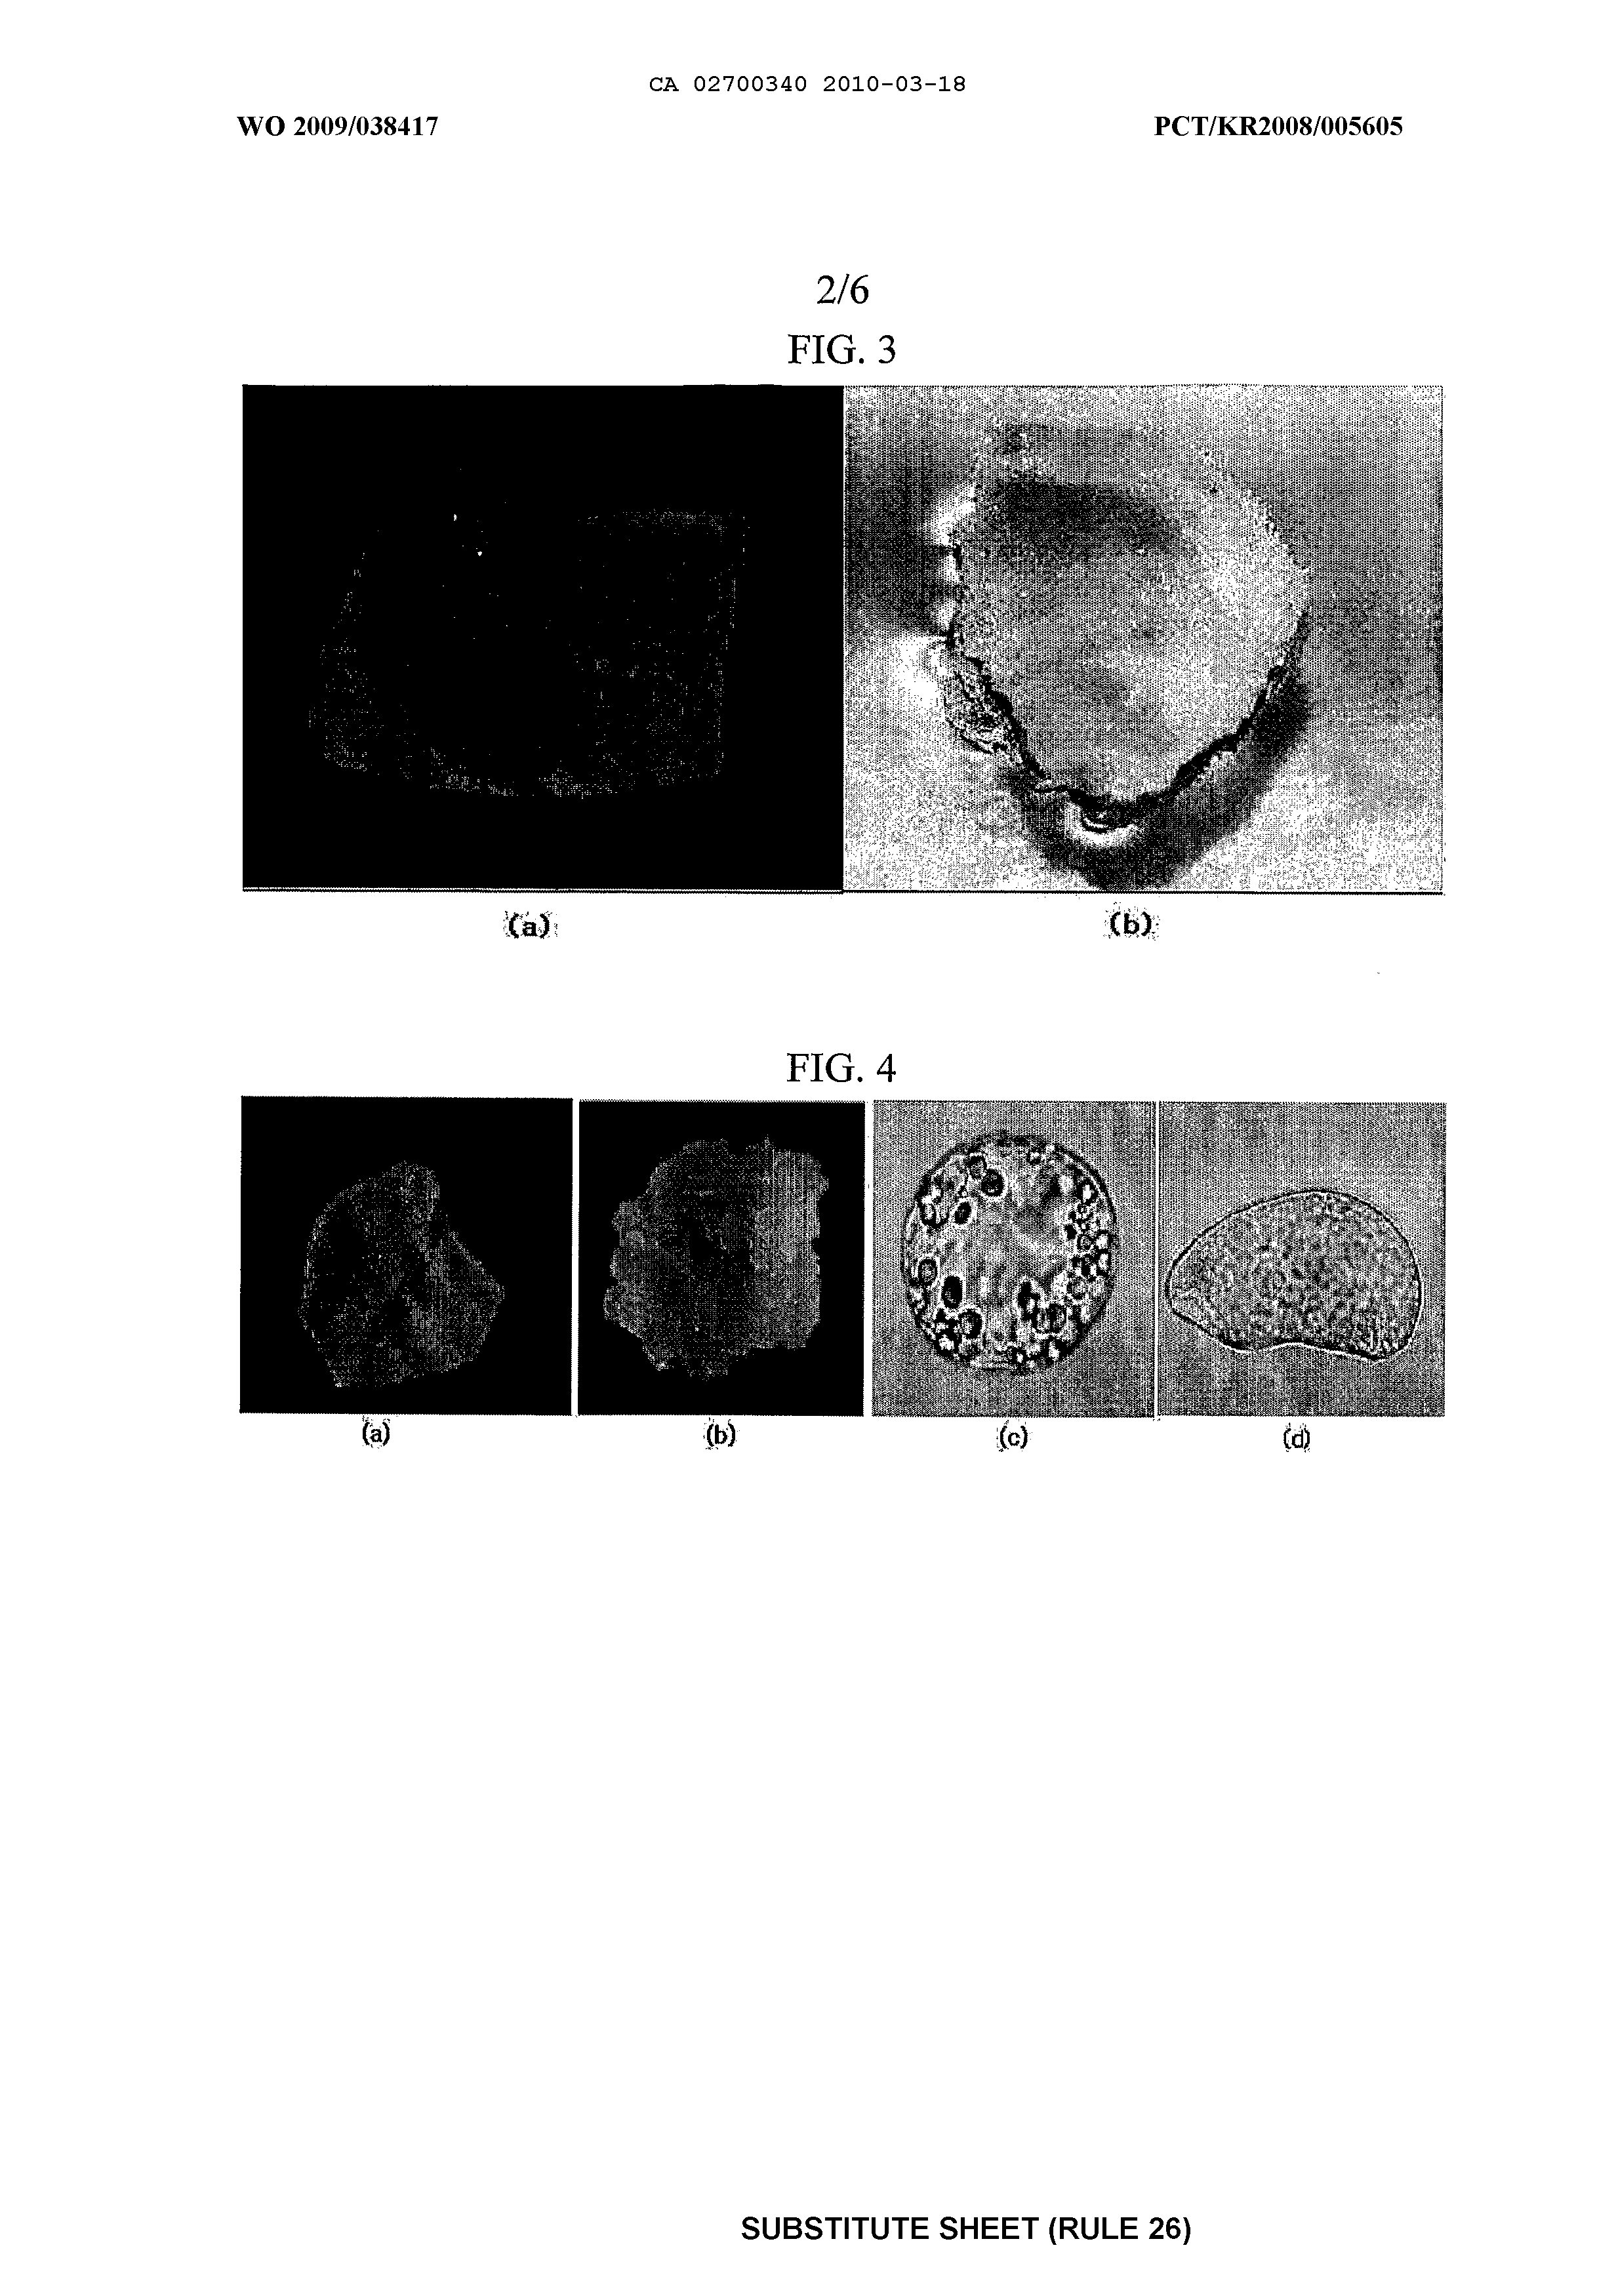 CA 02700340 2010-03-18
WO 2009/038417 PCT/KR2008/005605
2/6
FIG. 3
(a) (b)
FIG. 4
(a) (b) (c) (d)
SUBSTITUTE SHEET (RULE 26)